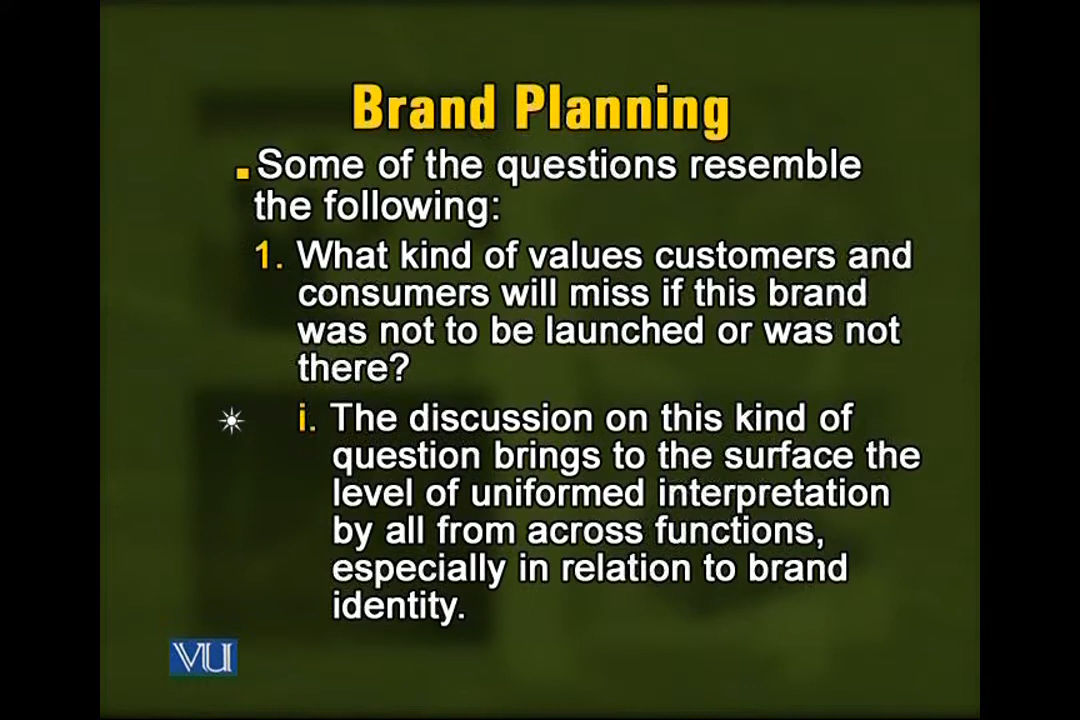 Brand Planning
Some of the questions resemble
the following:
1. What kind of values customers and
consumers will miss if this brand
was not to be launched or was not
there?
i. The discussion on this kind of
question brings to the surface the
level of uniformed interpretation
by all from across functions,
especially in relation to brand
identity.
VU